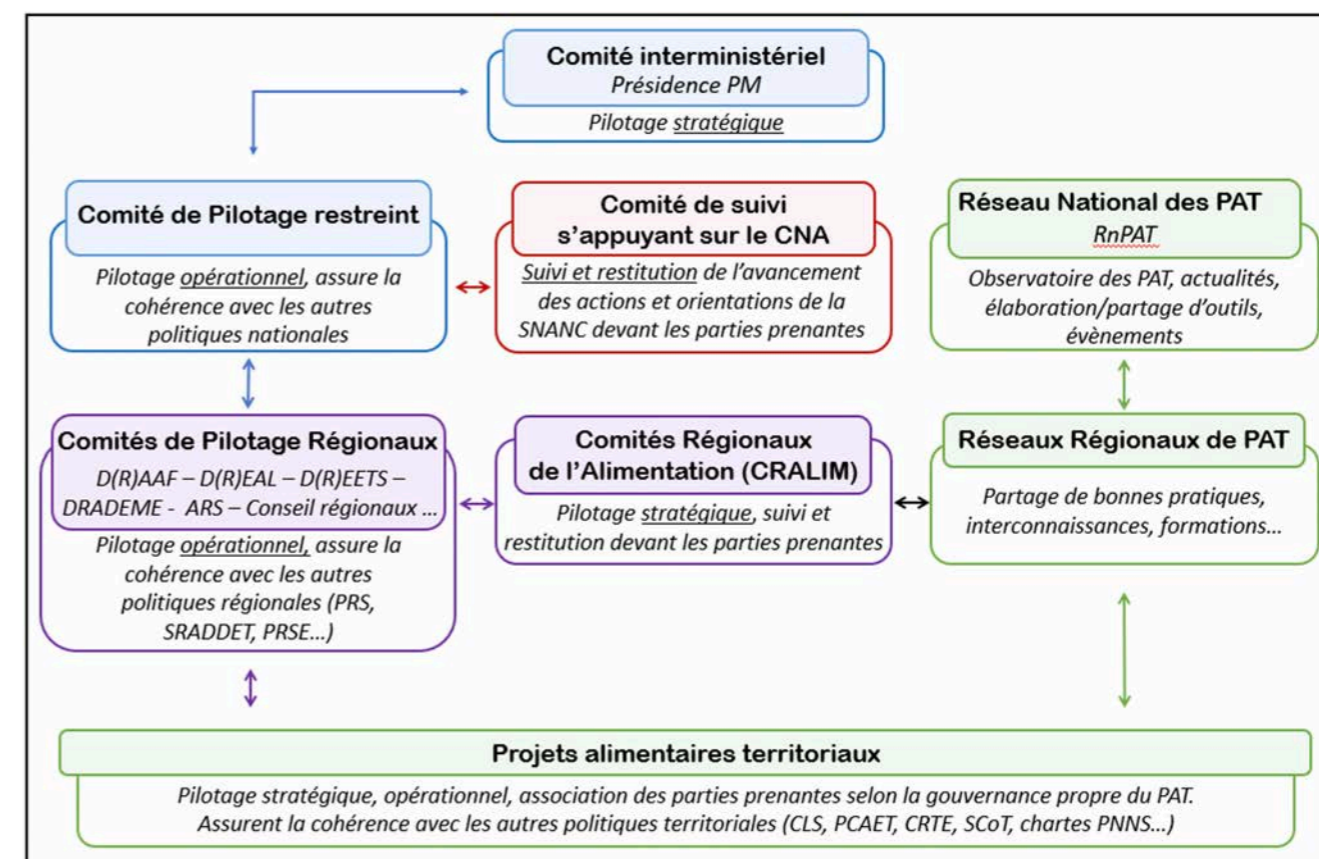 Comité interministériel
Présidence PM
Pilotage stratégique
Comité de Pilotage restreint
Pilotage opérationnel, assure la
cohérence avec les autres
politiques nationales
Comité de suivi
s'appuyant sur le CNA
Suivi et restitution de l'avancement
des actions et orientations de la
SNANC devant les parties prenantes
Réseau National des PAT
RnPAT
Observatoire des PAT, actualités,
élaboration/partage d'outils,
évènements
Comités de Pilotage Régionaux
D(R)AAF – D(R)EAL – D(R)EETS –
DRADEME - ARS – Conseil régionaux ...
Pilotage opérationnel, assure la
cohérence avec les autres
politiques régionales (PRS,
SRADDET, PRSE...)
Comités Régionaux
de l'Alimentation (CRALIM)
Pilotage stratégique, suivi et
restitution devant les parties prenantes
Réseaux Régionaux de PAT
Partage de bonnes pratiques,
interconnaissances, formations...
Projets alimentaires territoriaux
Pilotage stratégique, opérationnel, association des parties prenantes selon la gouvernance propre du PAT.
Assurent la cohérence avec les autres politiques territoriales (CLS, PCAET, CRTE, SCoT, chartes PNNS...)